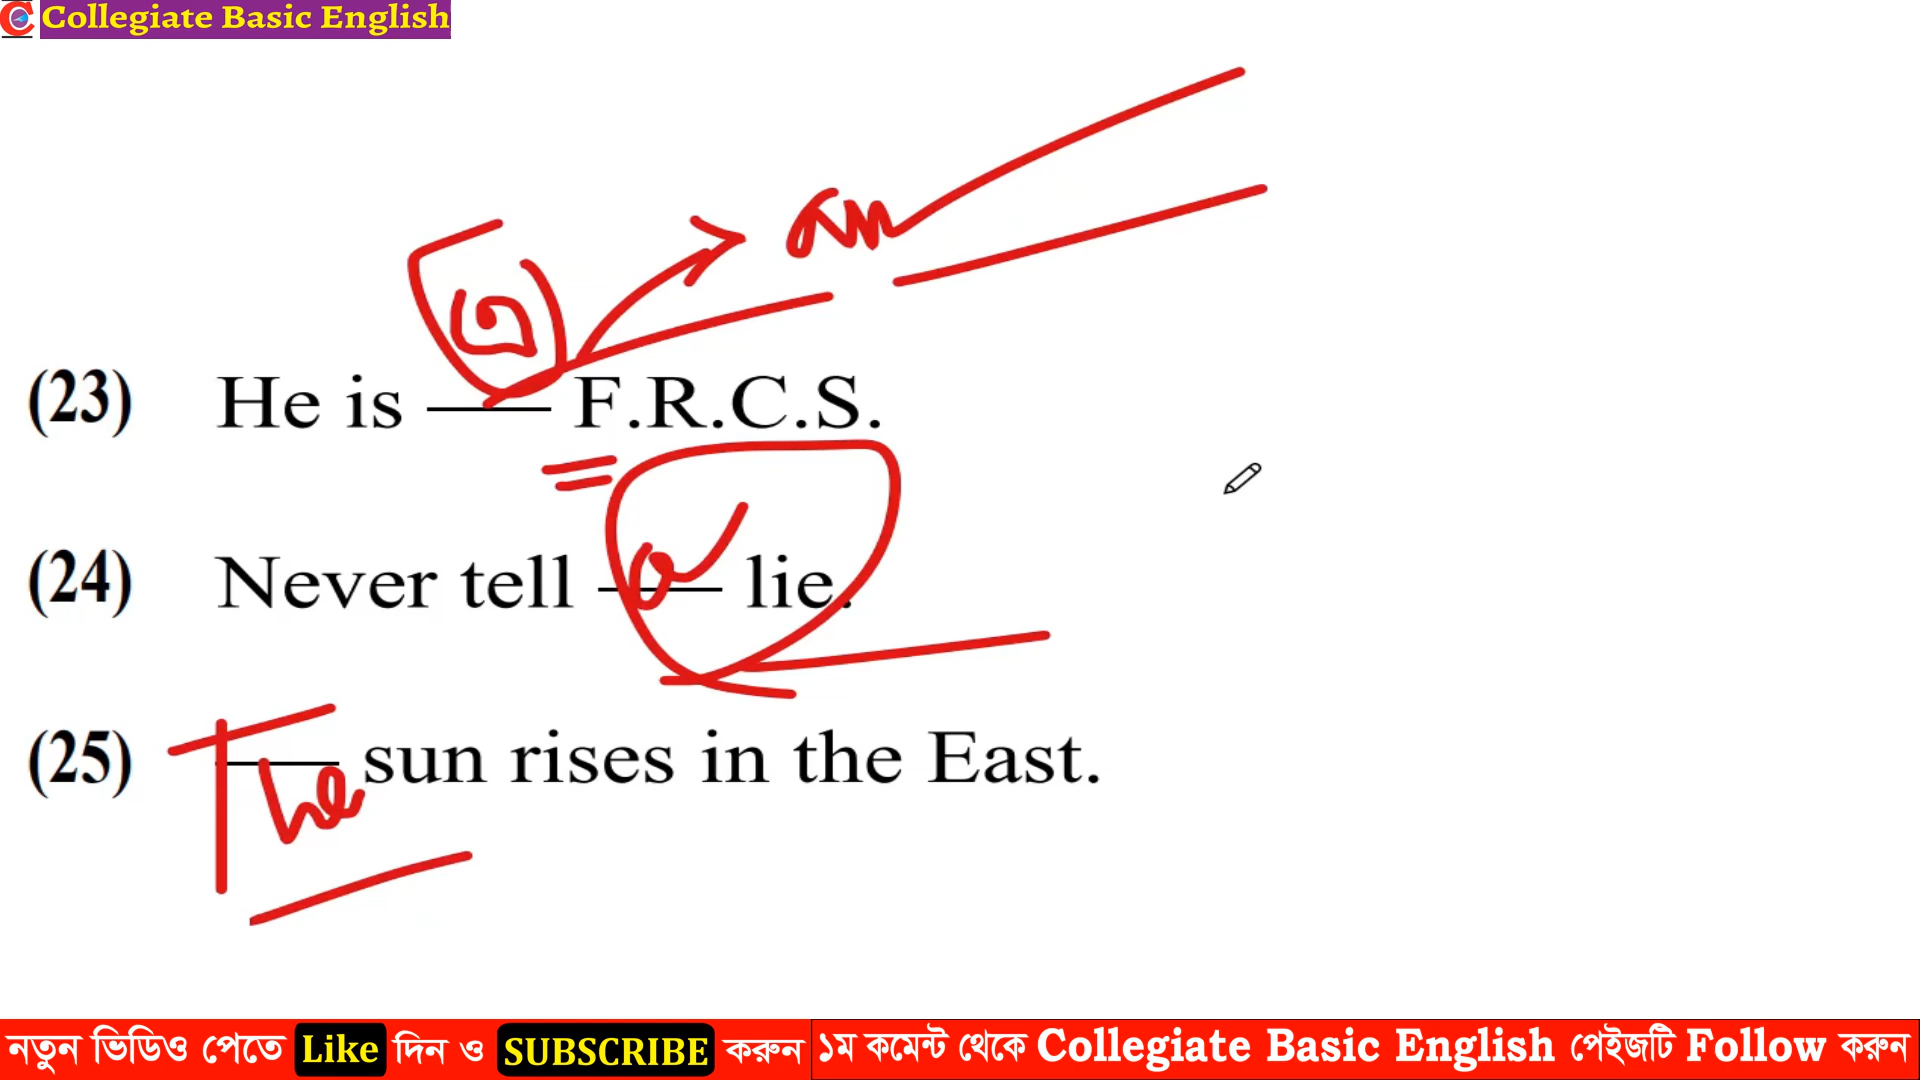 Collegiate Basic English
an
এ
(23) He is ___ F.R.C.S.
(24) Never tell a lie.
(25) The sun rises in the East.
নতুন ভিডিও পেতে Like দিন ও SUBSCRIBE করুন ১ম কমেন্ট থেকে Collegiate Basic English পেইজটি Follow করুন